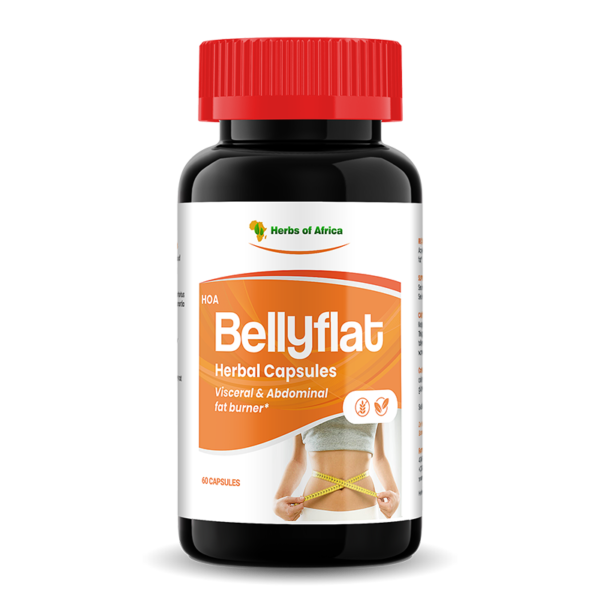 Herbs of Africa
HOA
Bellyflat
Herbal Capsules
Visceral & Abdominal
fat burner*
60 CAPSULES